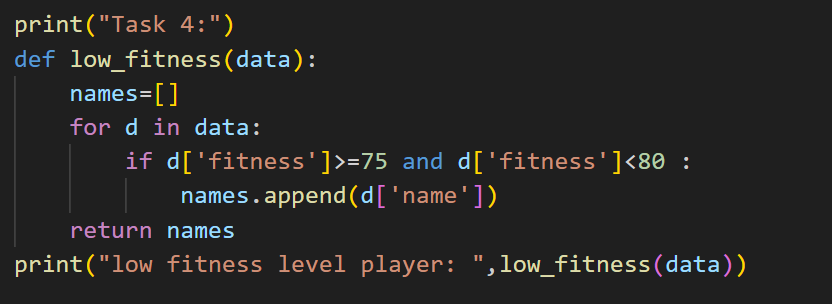 print("Task 4:")
def low_fitness(data):
    names=[]
    for d in data:
        if d['fitness']>=75 and d['fitness']<80 :
            names.append(d['name'])
    return names
print("low fitness level player: ",low_fitness(data))